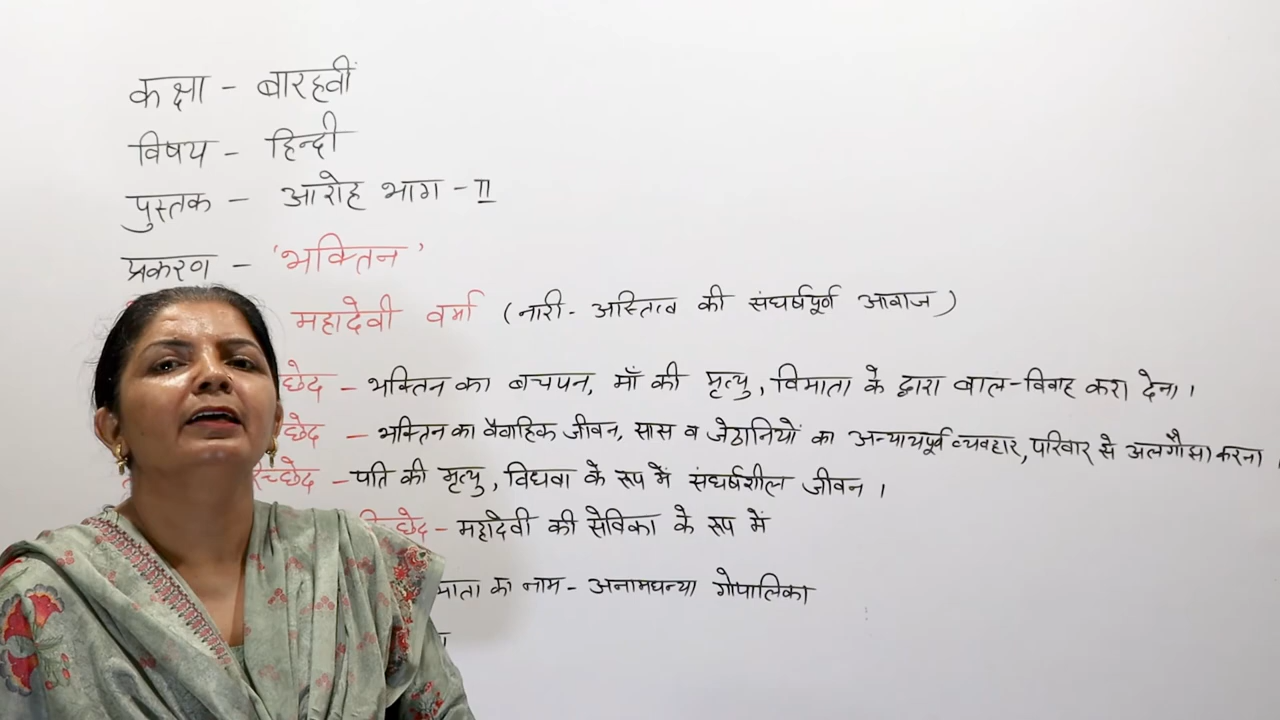 कक्षा - बारहवीं
विषय - हिन्दी
पुस्तक - आरोह भाग - II
प्रकरण - 'भक्तिन'
महादेवी वर्मा (नारी - अस्तित्व की संघर्षपूर्ण आवाज)
च्छेद - भक्तिन का बचपन, माँ की मृत्यु, विमाता के द्वारा बाल-विवाह करा देना।
च्छेद - भक्तिन का वैवाहिक जीवन, सास व जेठानियों का अन्यायपूर्ण व्यवहार, परिवार से अलगौसा करना।
रिच्छेद - पति की मृत्यु, विधवा के रूप में संघर्षशील जीवन।
रिच्छेद - महादेवी की सेविका के रूप में
माता का नाम - अनामधन्या गोपालिका